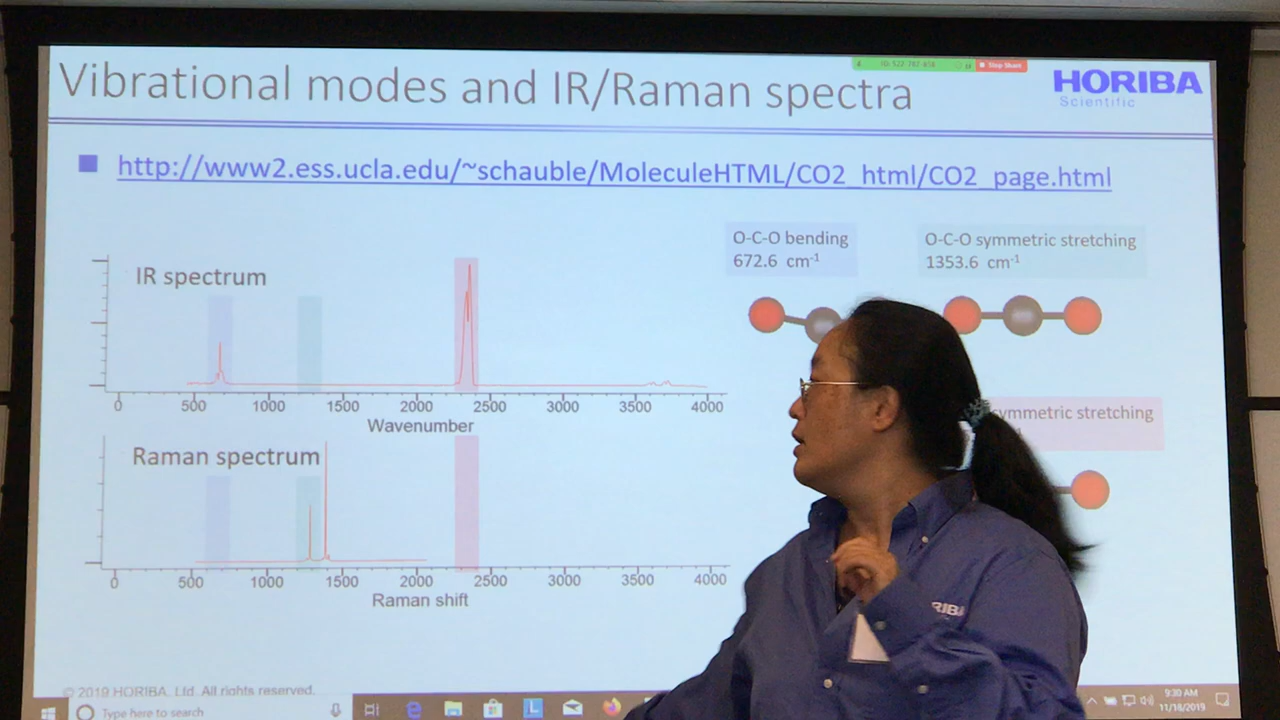 Vibrational modes and IR/Raman spectra
Stop Share
HORIBA
Scientific
http://www2.ess.ucla.edu/~schauble/MoleculeHTML/CO2_html/CO2_page.html
O-C-O bending
672.6 cm-1
O-C-O symmetric stretching
1353.6 cm-1
IR spectrum
0 500 1000 1500 2000 2500 3000 3500 4000
Wavenumber
symmetric stretching
Raman spectrum
0 500 1000 1500 2000 2500 3000 3500 4000
Raman shift
RIBA
© 2019 HORIBA, Ltd. All rights reserved.
Type here to search
9:30 AM
11/18/2019